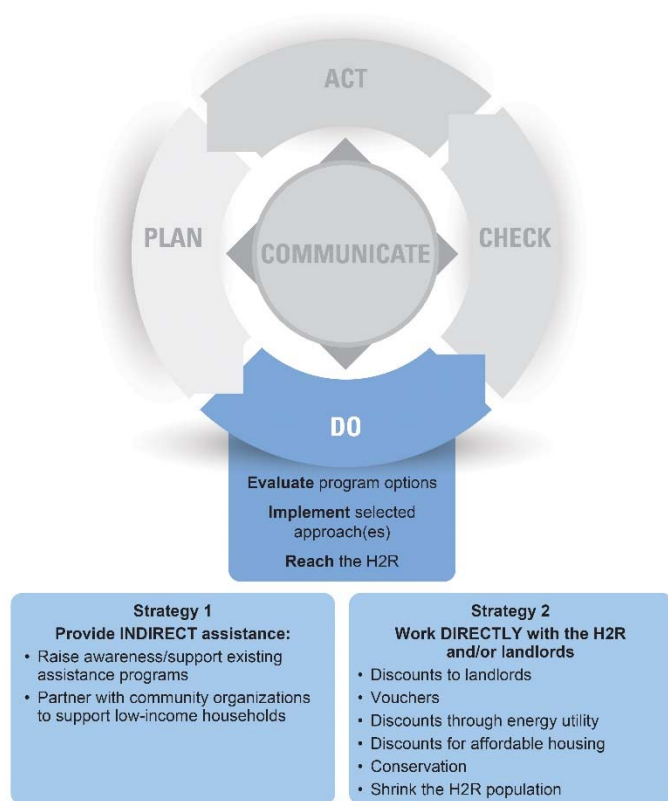 ACT
PLAN
COMMUNICATE
CHECK
DO
Evaluate program options
Implement selected
approach(es)
Reach the H2R
Strategy 1
Provide INDIRECT assistance:
• Raise awareness/support existing
assistance programs
• Partner with community organizations
to support low-income households
Strategy 2
Work DIRECTLY with the H2R
and/or landlords
• Discounts to landlords
• Vouchers
• Discounts through energy utility
• Discounts for affordable housing
• Conservation
• Shrink the H2R population